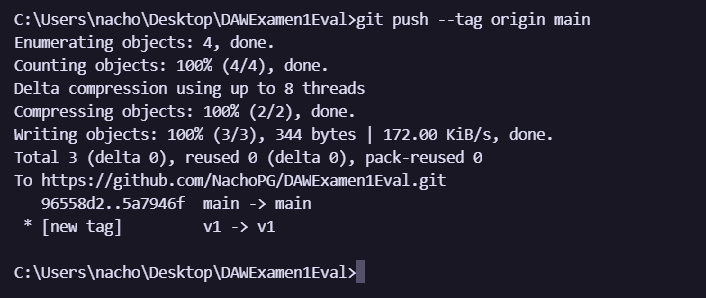 C:\Users\nacho\Desktop\DAWExamen1Eval>git push --tag origin main
Enumerating objects: 4, done.
Counting objects: 100% (4/4), done.
Delta compression using up to 8 threads
Compressing objects: 100% (2/2), done.
Writing objects: 100% (3/3), 344 bytes | 172.00 KiB/s, done.
Total 3 (delta 0), reused 0 (delta 0), pack-reused 0
To https://github.com/NachoPG/DAWExamen1Eval.git
   96558d2..5a7946f  main -> main
 * [new tag]         v1 -> v1
C:\Users\nacho\Desktop\DAWExamen1Eval>